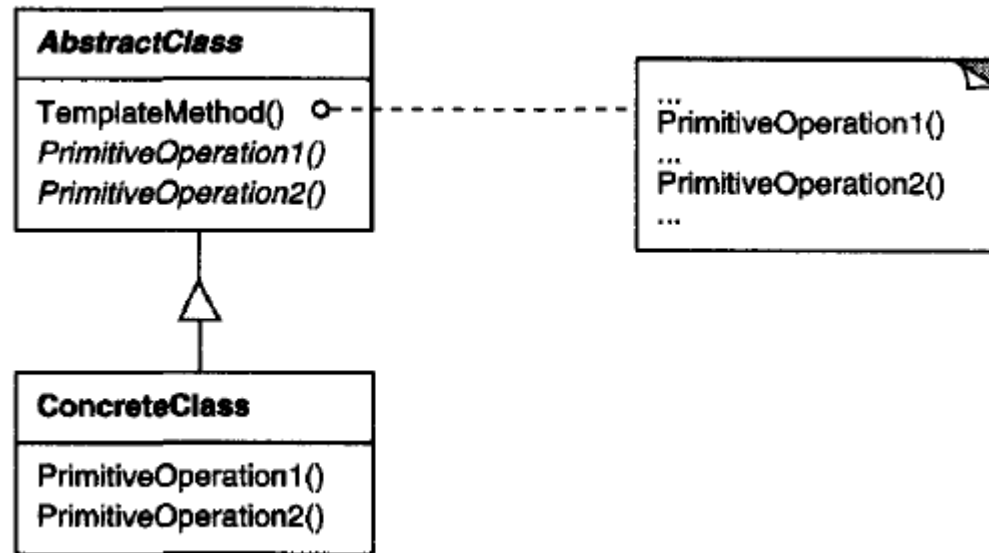 AbstractClass
TemplateMethod()
PrimitiveOperation1()
PrimitiveOperation2()
...
PrimitiveOperation1()
...
PrimitiveOperation2()
...
ConcreteClass
PrimitiveOperation1()
PrimitiveOperation2()